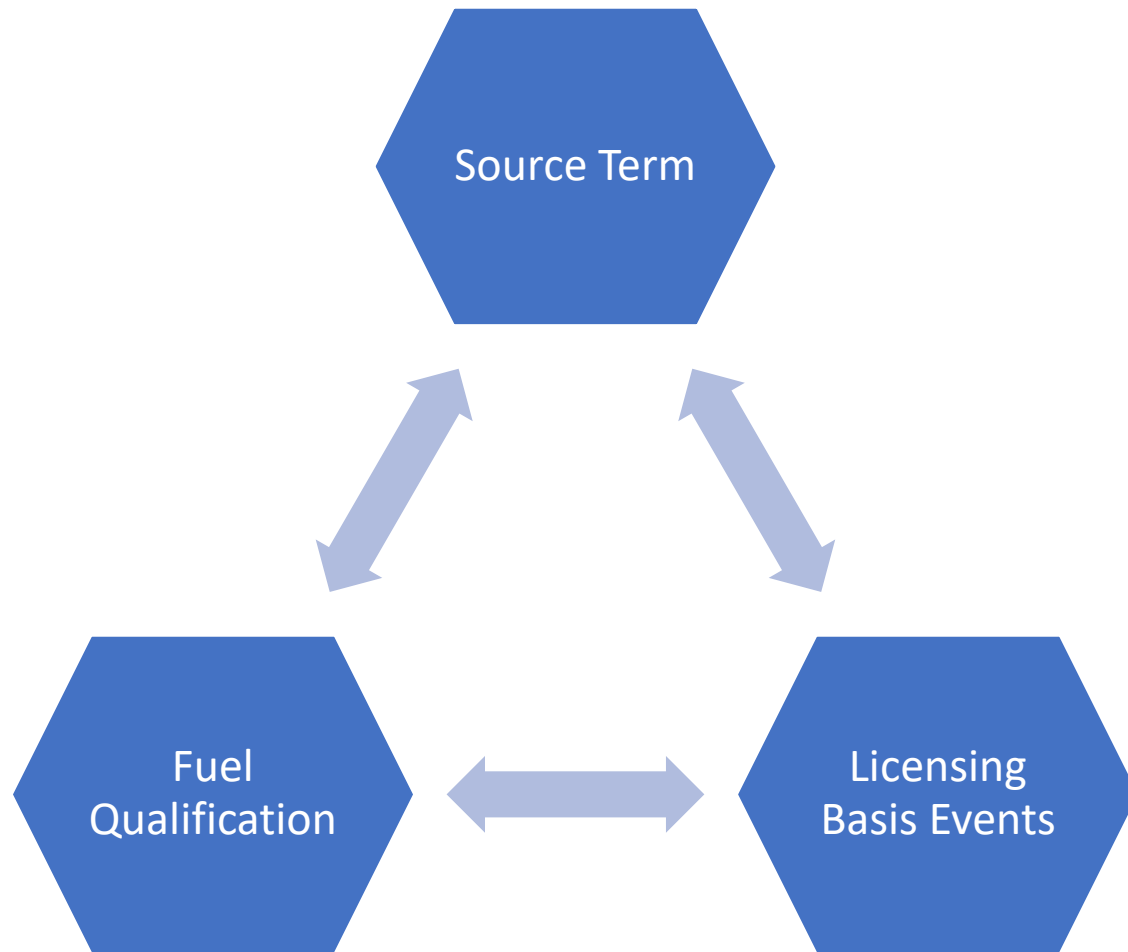 Source Term
Fuel
Qualification
Licensing
Basis Events